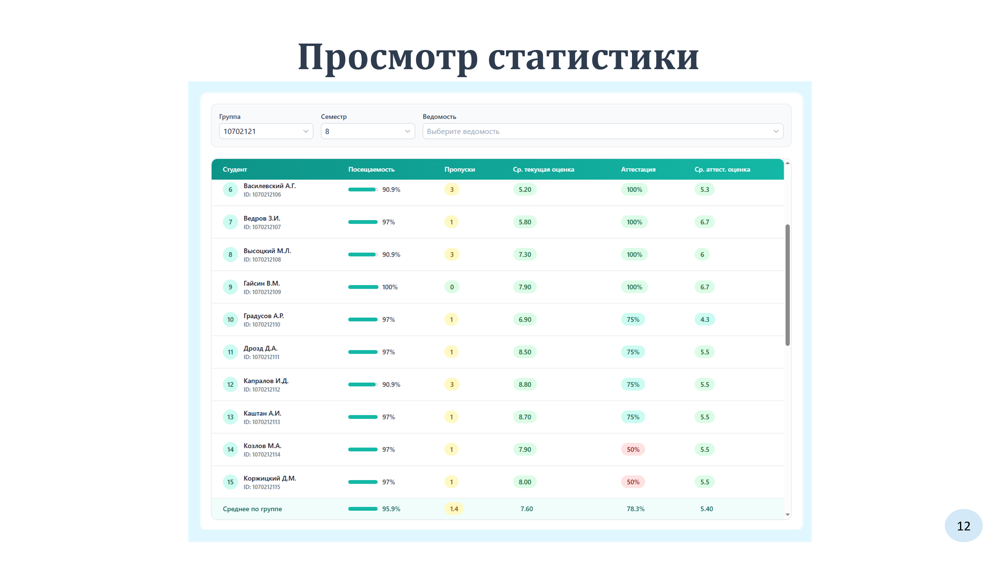 Просмотр статистики
Группа Семестр Ведомость
10702121 8 Выберите ведомость
Студент Посещаемость Пропуски Ср. текущая оценка Аттестация Ср. аттест. оценка
6 Василевский А.Г. 90.9% 3 5.20 100% 5.3
ID: 1070212106
7 Ведров З.И. 97% 1 5.80 100% 6.7
ID: 1070212107
8 Высоцкий М.Л. 90.9% 3 7.30 100% 6
ID: 1070212108
9 Гайсин В.М. 100% 0 7.90 100% 6.7
ID: 1070212109
10 Градусов А.Р. 97% 1 6.90 75% 4.3
ID: 1070212110
11 Дрозд Д.А. 97% 1 8.50 75% 5.5
ID: 1070212111
12 Капралов И.Д. 90.9% 3 8.80 75% 5.5
ID: 1070212112
13 Каштан А.И. 97% 1 8.70 75% 5.5
ID: 1070212113
14 Козлов М.А. 97% 1 7.90 50% 5.5
ID: 1070212114
15 Коржицкий Д.М. 97% 1 8.00 50% 5.5
ID: 1070212115
Среднее по группе 95.9% 1.4 7.60 78.3% 5.40
12